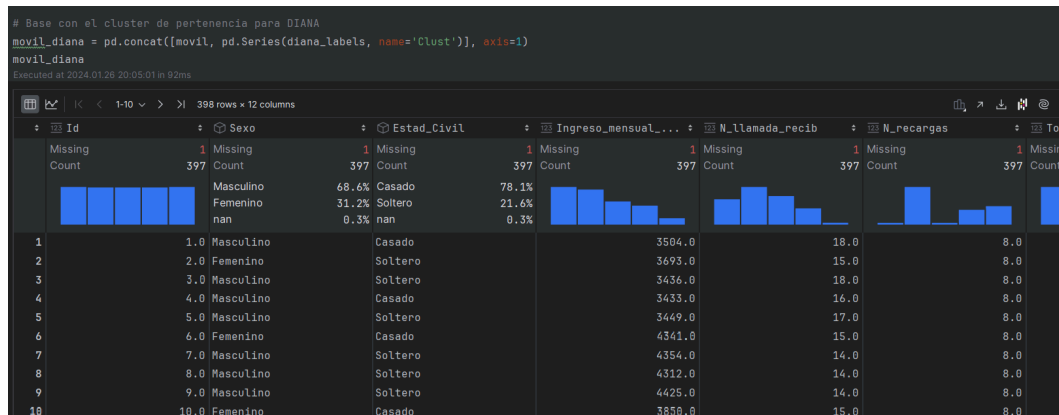 # Base con el cluster de pertenencia para DIANA
movil_diana = pd.concat([movil, pd.Series(diana_labels, name='Clust')], axis=1)
movil_diana
Executed at 2024.01.26 20:05:01 in 92ms
1-10 398 rows × 12 columns
123 Id Sexo Estad_Civil 123 Ingreso_mensual_... 123 N_llamada_recib 123 N_recargas 123 To
Missing 1 Missing 1 Missing 1 Missing 1 Missing 1 Missing 1 Missin
Count 397 Count 397 Count 397 Count 397 Count 397 Count 397 Count
Masculino 68.6% Casado 78.1%
Femenino 31.2% Soltero 21.6%
nan 0.3% nan 0.3%
1 1.0 Masculino Casado 3504.0 18.0 8.0
2 2.0 Femenino Soltero 3693.0 15.0 8.0
3 3.0 Masculino Soltero 3436.0 18.0 8.0
4 4.0 Masculino Casado 3433.0 16.0 8.0
5 5.0 Masculino Soltero 3449.0 17.0 8.0
6 6.0 Femenino Casado 4341.0 15.0 8.0
7 7.0 Masculino Soltero 4354.0 14.0 8.0
8 8.0 Masculino Soltero 4312.0 14.0 8.0
9 9.0 Masculino Soltero 4425.0 14.0 8.0
10 10.0 Femenino Casado 3850.0 15.0 8.0